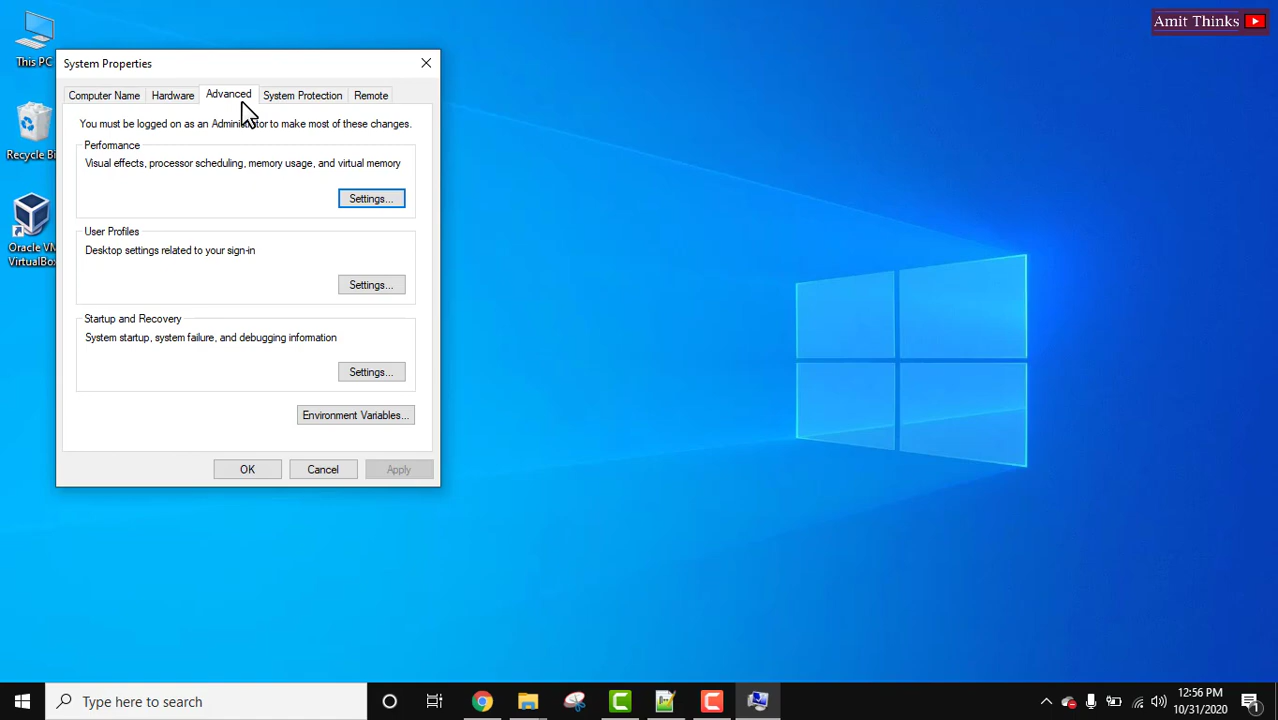 Amit Thinks
This PC
Recycle Bi
Oracle VM
VirtualBox
System Properties
Computer Name
Hardware
Advanced
System Protection
Remote
You must be logged on as an Administrator to make most of these changes.
Performance
Visual effects, processor scheduling, memory usage, and virtual memory
Settings...
User Profiles
Desktop settings related to your sign-in
Settings...
Startup and Recovery
System startup, system failure, and debugging information
Settings...
Environment Variables...
OK
Cancel
Apply
Type here to search
12:56 PM
10/31/2020
1